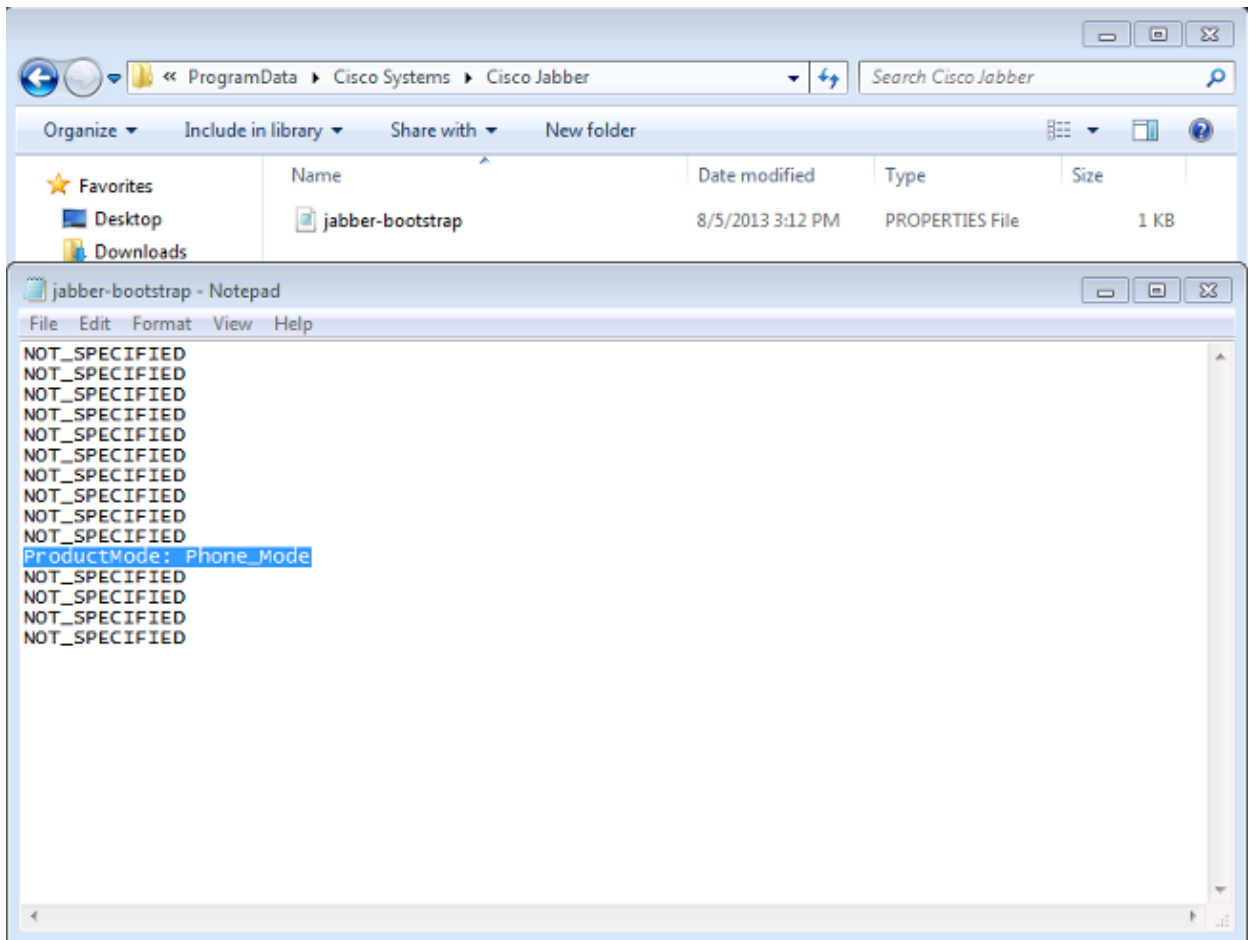 « ProgramData ▸ Cisco Systems ▸ Cisco Jabber
Search Cisco Jabber
Organize Include in library Share with New folder
Name Date modified Type Size
Favorites
Desktop
jabber-bootstrap 8/5/2013 3:12 PM PROPERTIES File 1 KB
Downloads
jabber-bootstrap - Notepad
File Edit Format View Help
NOT_SPECIFIED
NOT_SPECIFIED
NOT_SPECIFIED
NOT_SPECIFIED
NOT_SPECIFIED
NOT_SPECIFIED
NOT_SPECIFIED
NOT_SPECIFIED
NOT_SPECIFIED
NOT_SPECIFIED
ProductMode: Phone_Mode
NOT_SPECIFIED
NOT_SPECIFIED
NOT_SPECIFIED
NOT_SPECIFIED